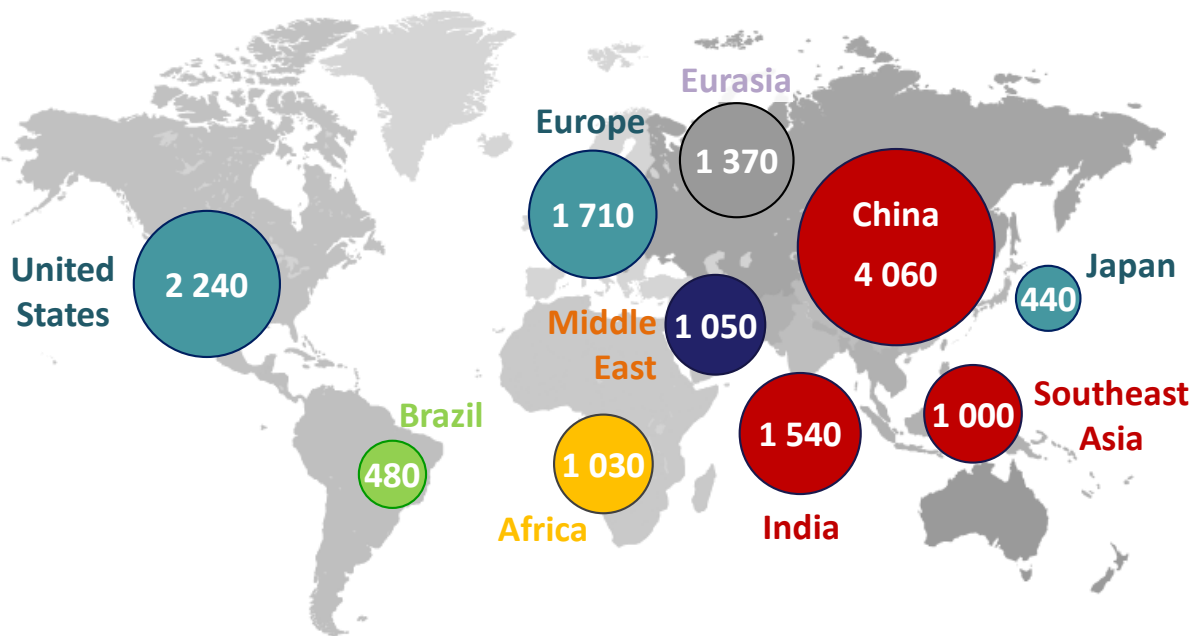 Eurasia
1 370
Europe
1 710
China
4 060
United
States
2 240
Japan
440
Middle
East
1 050
Brazil
480
Africa
1 030
India
1 540
Southeast
Asia
1 000